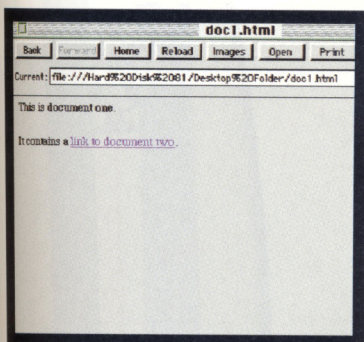 doc1.html
Back Forward Home Reload Images Open Print
Current: file:///Hard%20Disk%2081/Desktop%20Folder/doc1.html
This is document one.
It contains a link to document two.